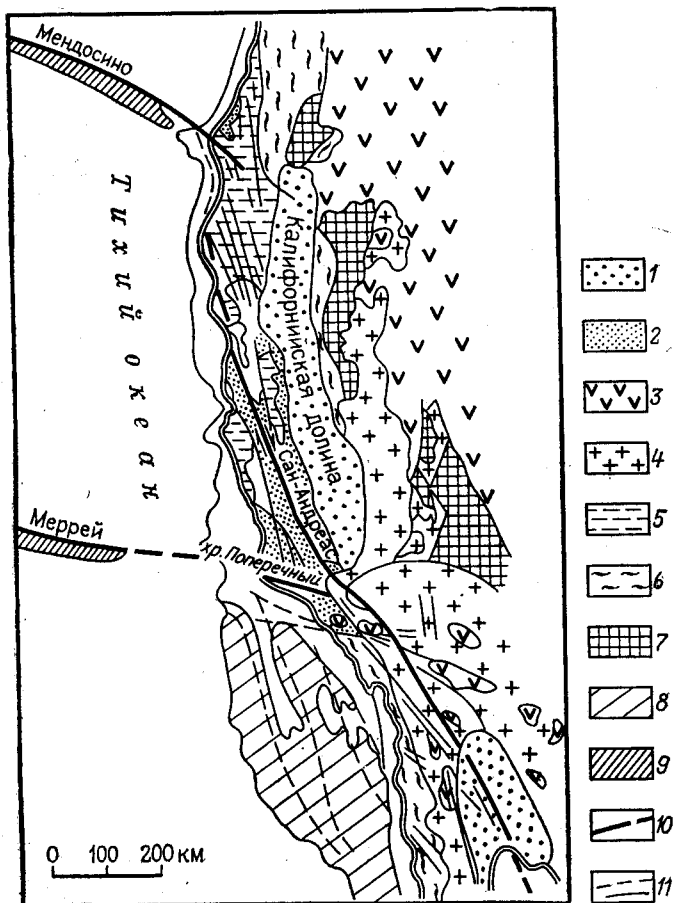 Мендосино
Тихий океан
Калифорнийская долина
Сан-Андреас
Меррей
хр. Поперечный
0 100 200 км
1
2
3
4
5
6
7
8
9
10
11